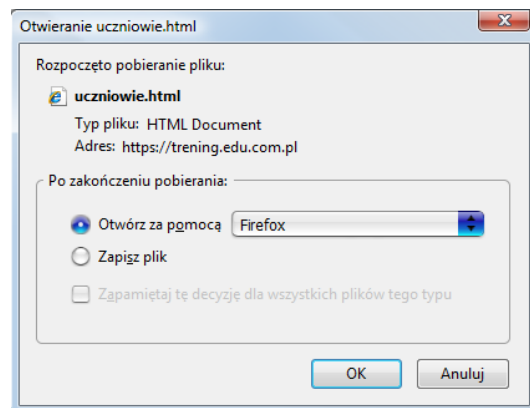 Otwieranie uczniowie.html
Rozpoczęto pobieranie pliku:
uczniowie.html
Typ pliku: HTML Document
Adres: https://trening.edu.com.pl
Po zakończeniu pobierania:
Otwórz za pomocą Firefox
Zapisz plik
Zapamiętaj tę decyzję dla wszystkich plików tego typu
OK Anuluj